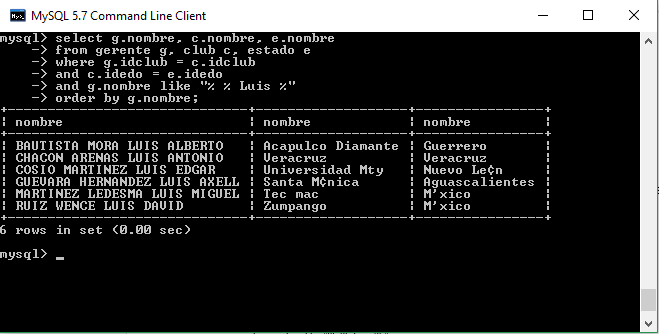 MySQL 5.7 Command Line Client
mysql> select g.nombre, c.nombre, e.nombre
-> from gerente g, club c, estado e
-> where g.idclub = c.idclub
-> and c.idedo = e.idedo
-> and g.nombre like "% % Luis %"
-> order by g.nombre;
+--------------------------------+--------------------+----------------+
| nombre | nombre | nombre |
+--------------------------------+--------------------+----------------+
| BAUTISTA MORA LUIS ALBERTO | Acapulco Diamante | Guerrero |
| CHACON ARENAS LUIS ANTONIO | Veracruz | Veracruz |
| COSIO MARTINEZ LUIS EDGAR | Universidad Mty | Nuevo Le¢n |
| GUEVARA HERNANDEZ LUIS AXELL | Santa M¢nica | Aguascalientes |
| MARTINEZ LEDESMA LUIS MIGUEL | Tec mac | M'xico |
| RUIZ WENCE LUIS DAVID | Zumpango | M'xico |
+--------------------------------+--------------------+----------------+
6 rows in set (0.00 sec)
mysql> _